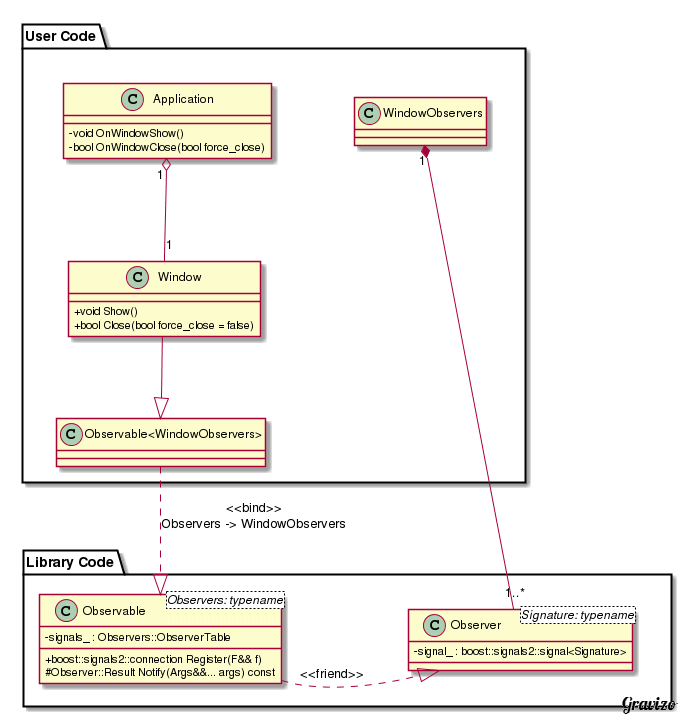 User Code
C Application
-void OnWindowShow()
-bool OnWindowClose(bool force_close)
1
C WindowObservers
1
1
C Window
+void Show()
+bool Close(bool force_close = false)
C Observable<WindowObservers>
<<bind>>
Observers -> WindowObservers
Library Code
1..*
C Observable
Observers: typename
-signals_ : Observers::ObserverTable
+boost::signals2::connection Register(F&& f)
#Observer::Result Notify(Args&&... args) const
<<friend>>
C Observer
Signature: typename
-signal_ : boost::signals2::signal<Signature>
Gravizo